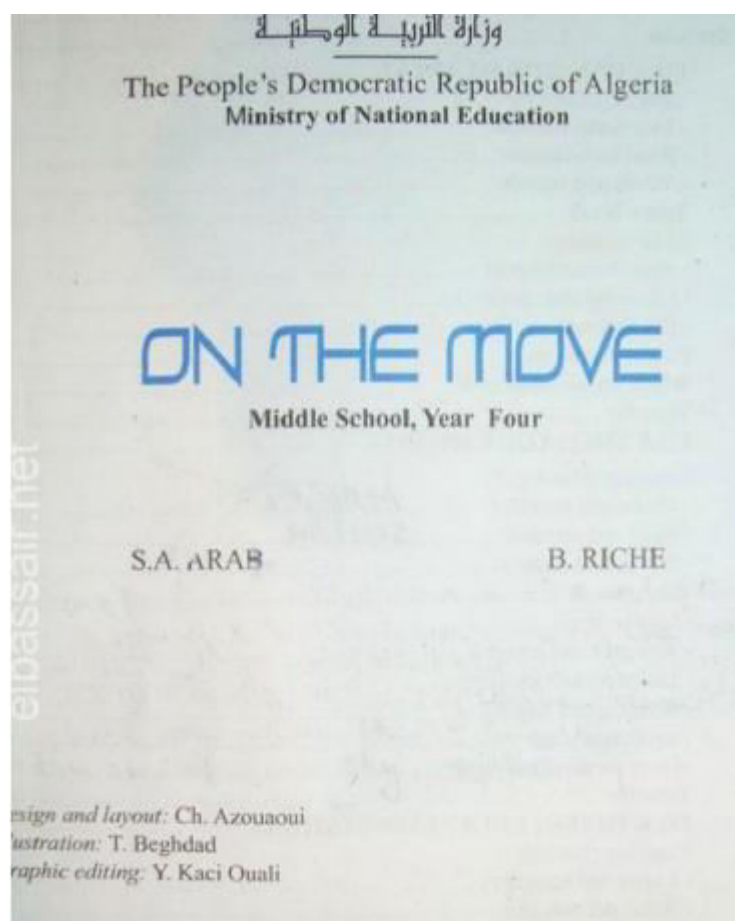 وزارة التربية الوطنية
The People's Democratic Republic of Algeria
Ministry of National Education
ON THE MOVE
Middle School, Year Four
S.A. ARAB B. RICHE
elbassair.net
esign and layout: Ch. Azouaoui
ustration: T. Beghdad
raphic editing: Y. Kaci Ouali